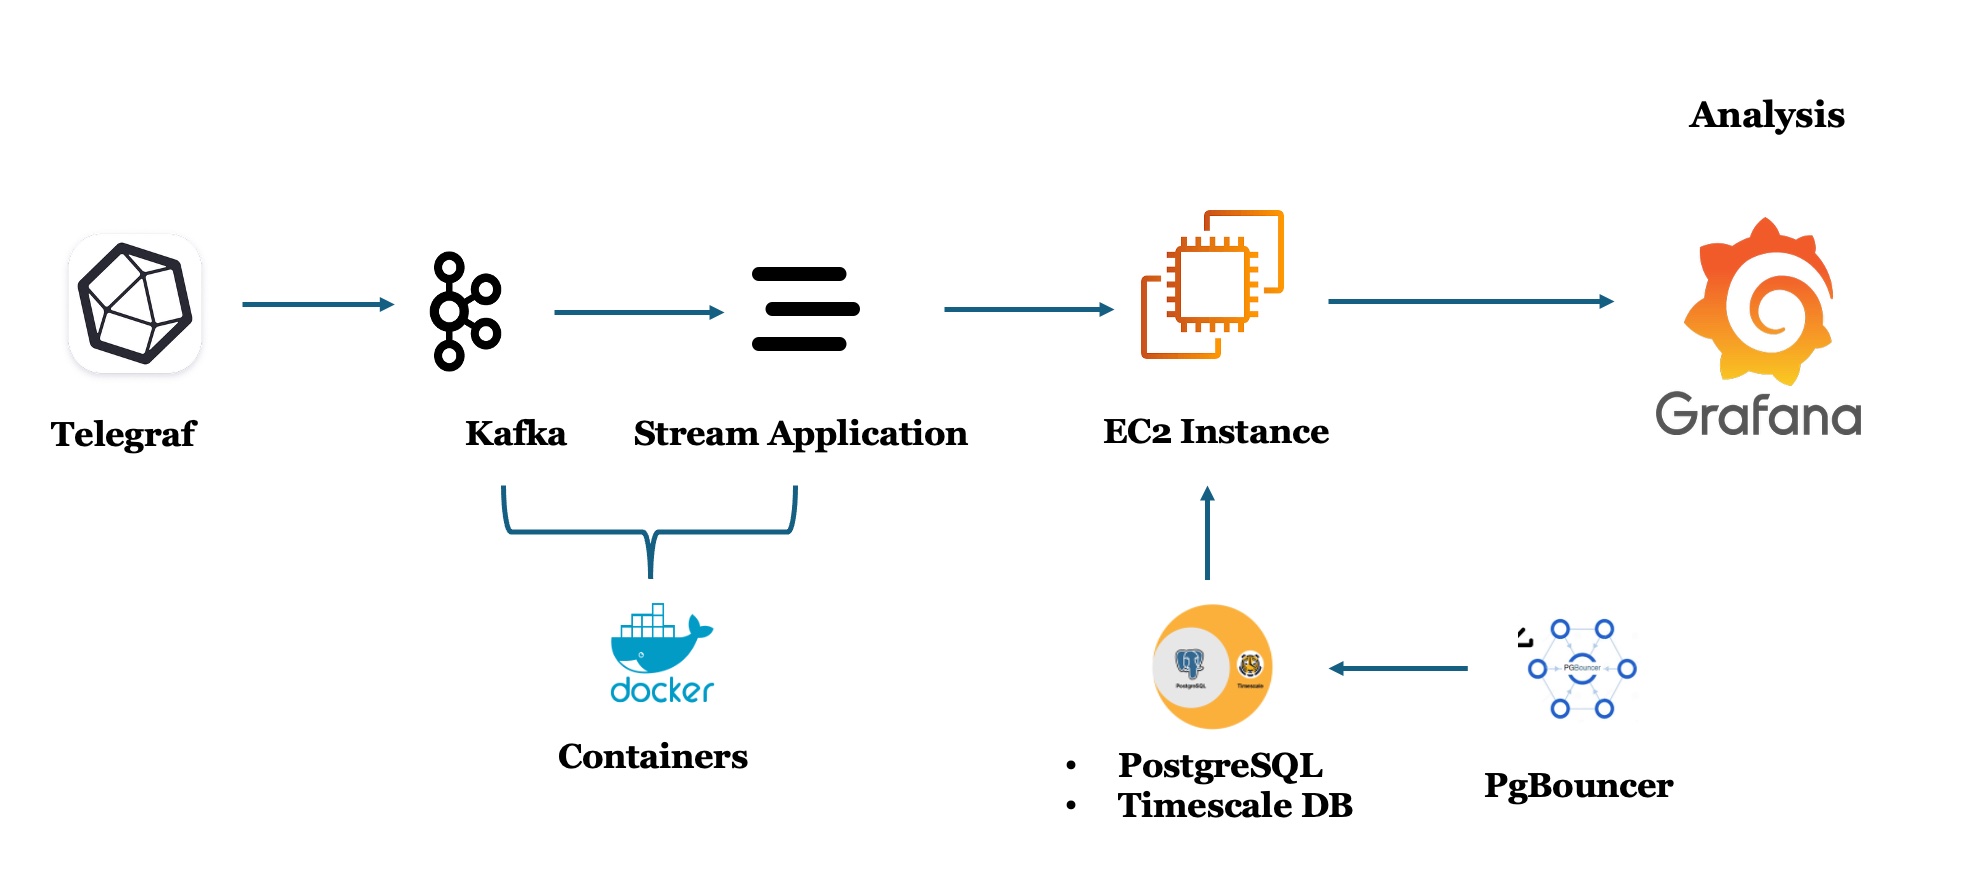 Analysis
Grafana
Telegraf
Kafka
Stream Application
EC2 Instance
docker
Containers
PostgreSQL
Timescale
• PostgreSQL
• Timescale DB
PGBouncer
PgBouncer